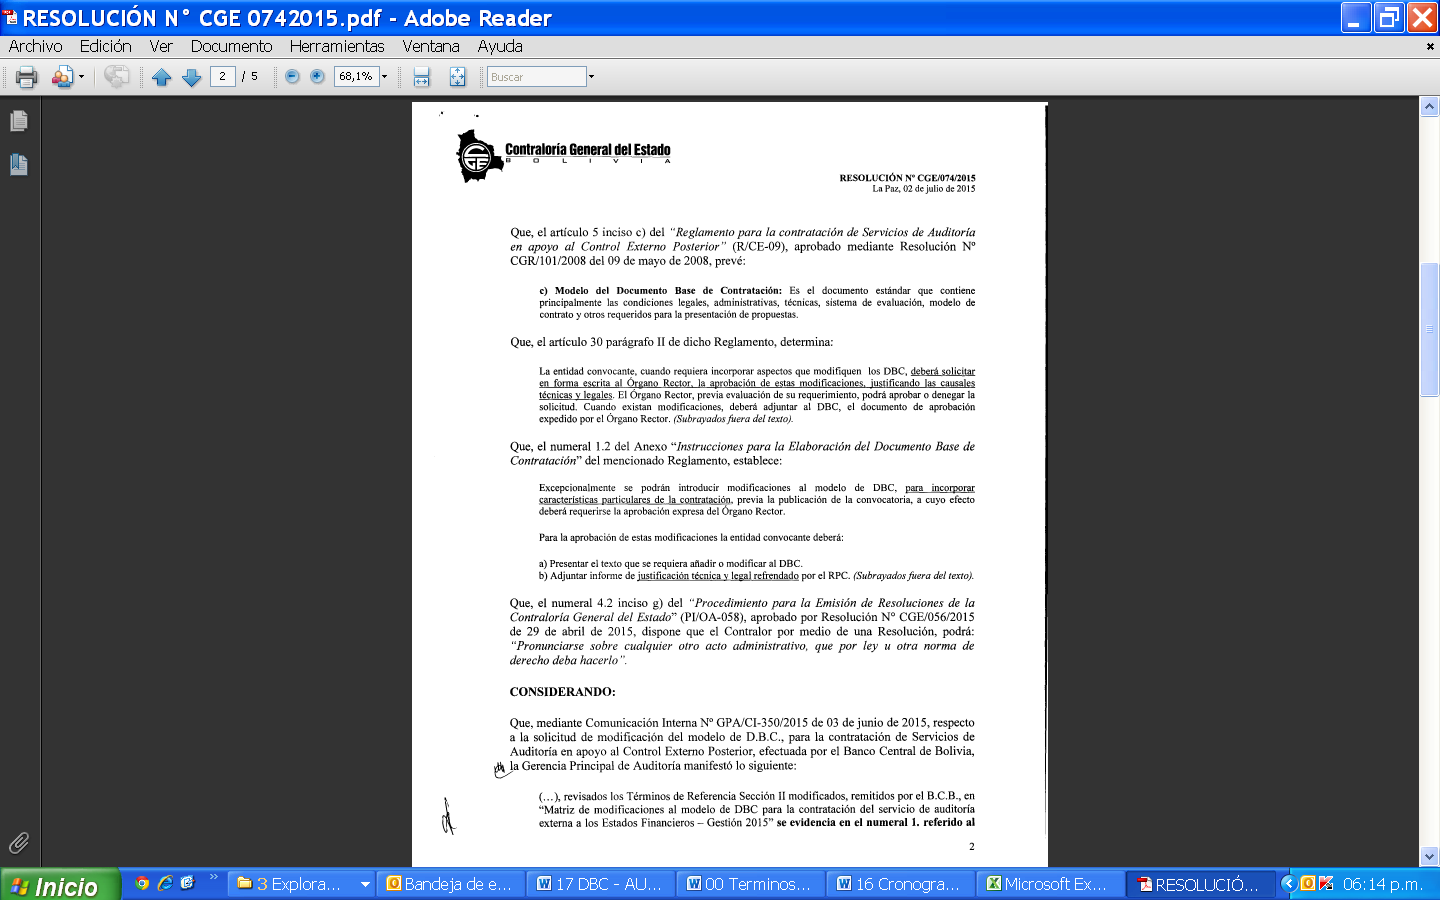 RESOLUCIÓN N° CGE 0742015.pdf - Adobe Reader
Archivo Edición Ver Documento Herramientas Ventana Ayuda
2 / 5 68,1% Buscar
Contraloría General del Estado
B O L I V I A
RESOLUCIÓN Nº CGE/074/2015
La Paz, 02 de julio de 2015
Que, el artículo 5 inciso c) del “Reglamento para la contratación de Servicios de Auditoría
en apoyo al Control Externo Posterior” (R/CE-09), aprobado mediante Resolución Nº
CGR/101/2008 del 09 de mayo de 2008, prevé:
c) Modelo del Documento Base de Contratación: Es el documento estándar que contiene
principalmente las condiciones legales, administrativas, técnicas, sistema de evaluación, modelo de
contrato y otros requeridos para la presentación de propuestas.
Que, el artículo 30 parágrafo II de dicho Reglamento, determina:
La entidad convocante, cuando requiera incorporar aspectos que modifiquen los DBC, deberá solicitar
en forma escrita al Órgano Rector, la aprobación de estas modificaciones, justificando las causales
técnicas y legales. El Órgano Rector, previa evaluación de su requerimiento, podrá aprobar o denegar la
solicitud. Cuando existan modificaciones, deberá adjuntar al DBC, el documento de aprobación
expedido por el Órgano Rector. (Subrayados fuera del texto).
Que, el numeral 1.2 del Anexo “Instrucciones para la Elaboración del Documento Base de
Contratación” del mencionado Reglamento, establece:
Excepcionalmente se podrán introducir modificaciones al modelo de DBC, para incorporar
características particulares de la contratación, previa la publicación de la convocatoria, a cuyo efecto
deberá requerirse la aprobación expresa del Órgano Rector.
Para la aprobación de estas modificaciones la entidad convocante deberá:
a) Presentar el texto que se requiera añadir o modificar al DBC.
b) Adjuntar informe de justificación técnica y legal refrendado por el RPC. (Subrayados fuera del texto).
Que, el numeral 4.2 inciso g) del “Procedimiento para la Emisión de Resoluciones de la
Contraloría General del Estado” (PI/OA-058), aprobado por Resolución N° CGE/056/2015
de 29 de abril de 2015, dispone que el Contralor por medio de una Resolución, podrá:
“Pronunciarse sobre cualquier otro acto administrativo, que por ley u otra norma de
derecho deba hacerlo”.
CONSIDERANDO:
Que, mediante Comunicación Interna Nº GPA/CI-350/2015 de 03 de junio de 2015, respecto
a la solicitud de modificación del modelo de D.B.C., para la contratación de Servicios de
Auditoría en apoyo al Control Externo Posterior, efectuada por el Banco Central de Bolivia,
la Gerencia Principal de Auditoría manifestó lo siguiente:
(…), revisados los Términos de Referencia Sección II modificados, remitidos por el B.C.B., en
“Matriz de modificaciones al modelo de DBC para la contratación del servicio de auditoría
externa a los Estados Financieros – Gestión 2015” se evidencia en el numeral 1. referido al
2
Inicio 3 Explora... Bandeja de e... 17 DBC - AU... 00 Terminos... 16 Cronogra... Microsoft Ex... RESOLUCIÓ... 06:14 p.m.